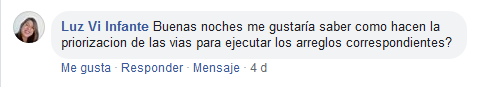 Luz Vi Infante Buenas noches me gustaría saber como hacen la
priorizacion de las vias para ejecutar los arreglos correspondientes?
Me gusta · Responder · Mensaje · 4 d